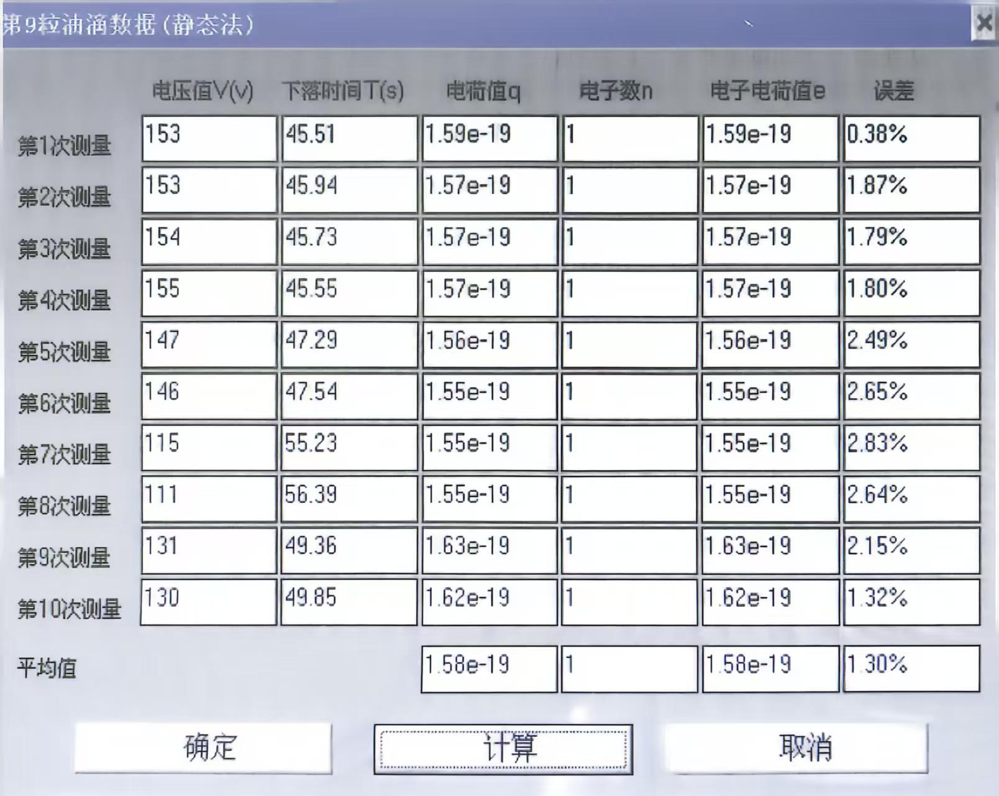 第9粒油滴数据(静态法)
电压值V(v) 下落时间T(s) 电荷值q 电子数n 电子电荷值e 误差
第1次测量 153 45.51 1.59e-19 1 1.59e-19 0.38%
第2次测量 153 45.94 1.57e-19 1 1.57e-19 1.87%
第3次测量 154 45.73 1.57e-19 1 1.57e-19 1.79%
第4次测量 155 45.55 1.57e-19 1 1.57e-19 1.80%
第5次测量 147 47.29 1.56e-19 1 1.56e-19 2.49%
第6次测量 146 47.54 1.55e-19 1 1.55e-19 2.65%
第7次测量 115 55.23 1.55e-19 1 1.55e-19 2.83%
第8次测量 111 56.39 1.55e-19 1 1.55e-19 2.64%
第9次测量 131 49.36 1.63e-19 1 1.63e-19 2.15%
第10次测量 130 49.85 1.62e-19 1 1.62e-19 1.32%
平均值 1.58e-19 1 1.58e-19 1.30%
确定 计算 取消